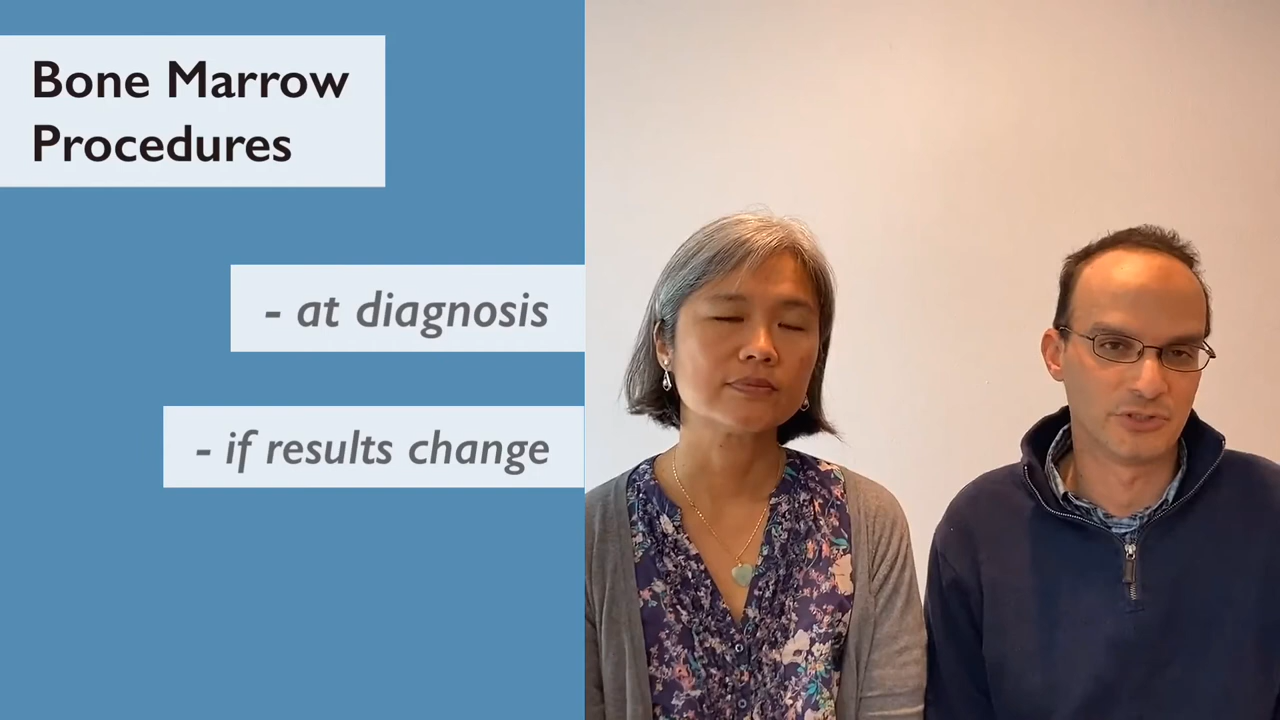 Bone Marrow
Procedures
- at diagnosis
- if results change